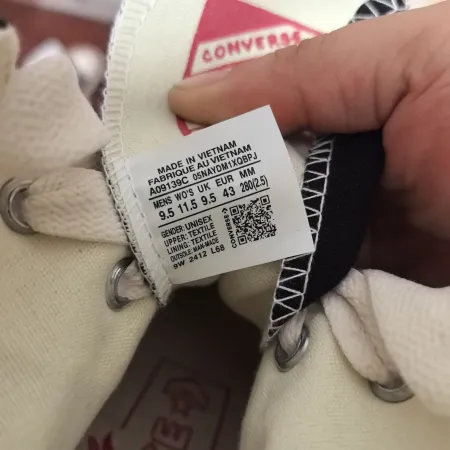 CONVERSE
MADE IN VIETNAM
FABRIQUE AU VIETNAM
A09139C 05NAYDM1XQBPJ
MENS WO'S UK EUR MM
9.5 11.5 9.5 43 280(2.5)
GENDER: UNISEX
UPPER: TEXTILE
LINING: TEXTILE
OUTSOLE: MAN-MADE
9W 2412 L68
CONVERSE